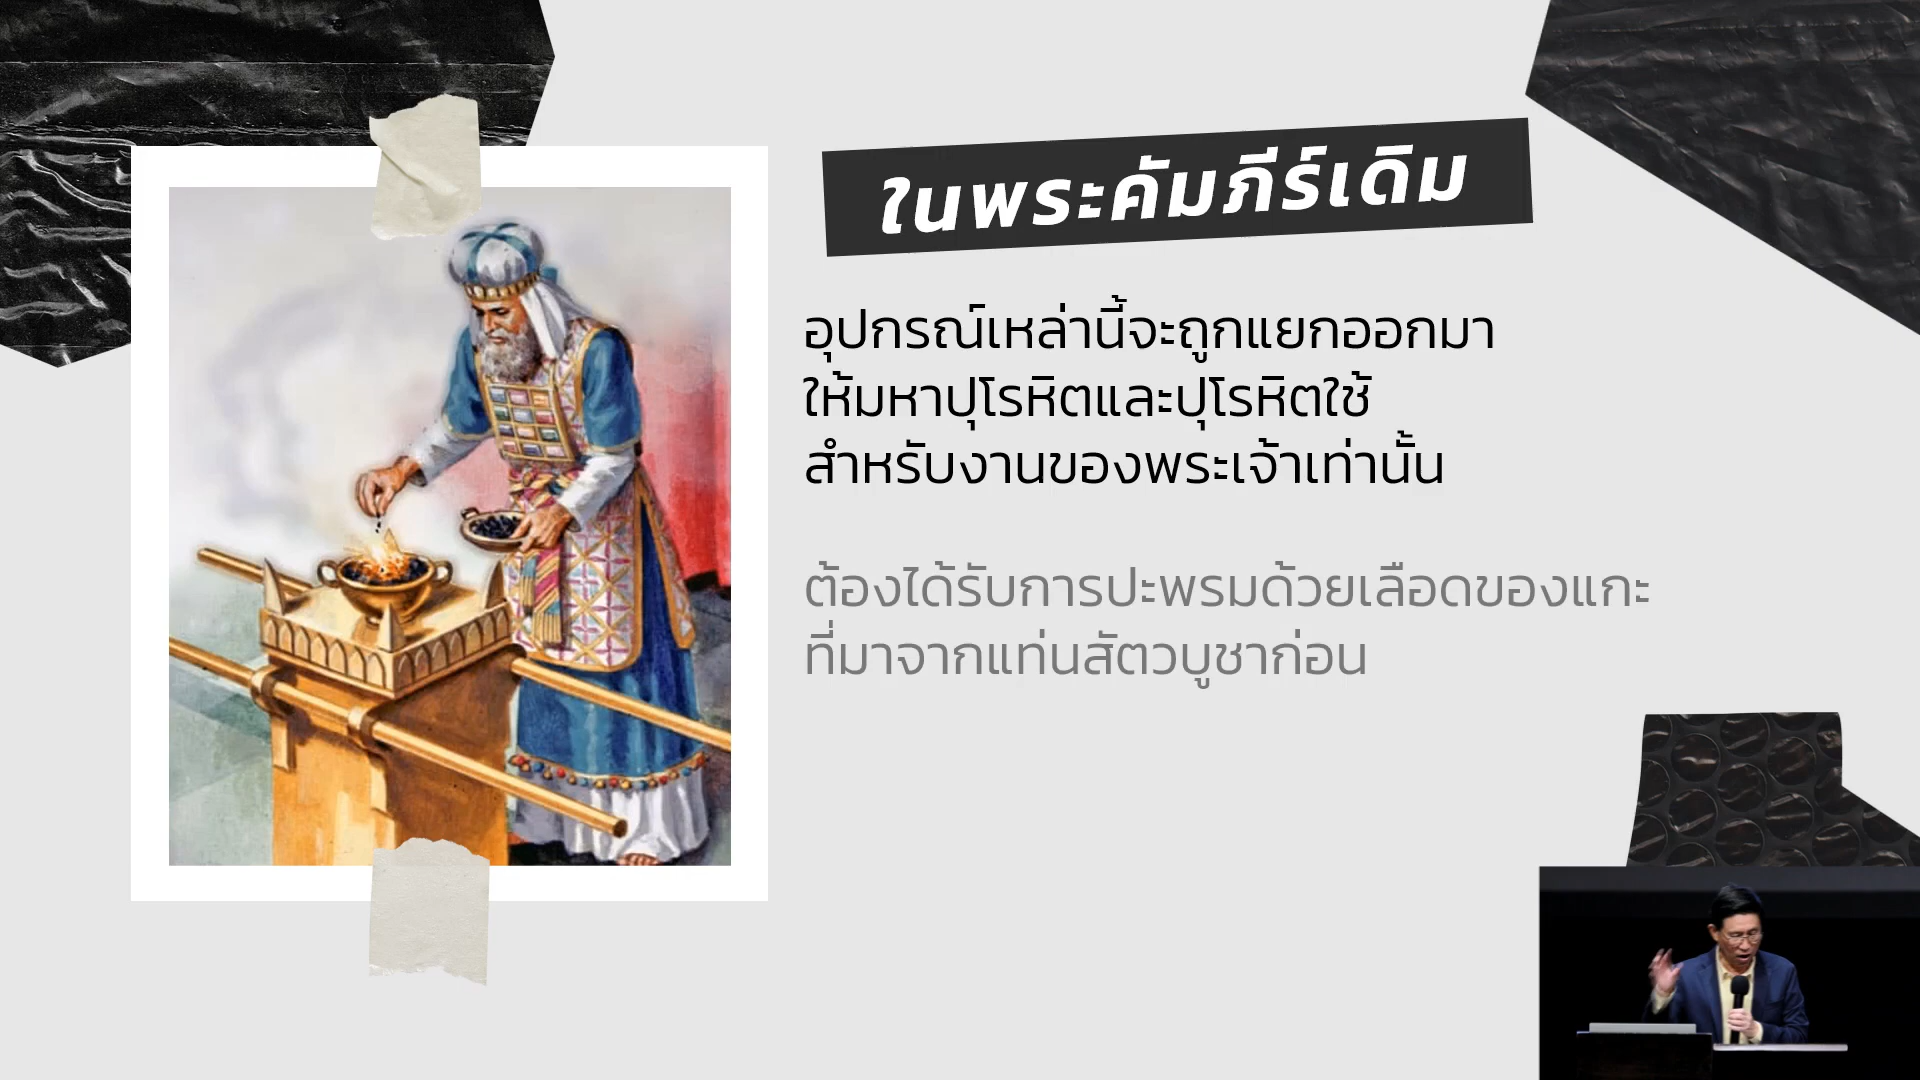 ในพระคัมภีร์เดิม
อุปกรณ์เหล่านี้จะถูกแยกออกมา
ให้มหาปุโรหิตและปุโรหิตใช้
สำหรับงานของพระเจ้าเท่านั้น
ต้องได้รับการปะพรมด้วยเลือดของแกะ
ที่มาจากแท่นสัตวบูชาก่อน